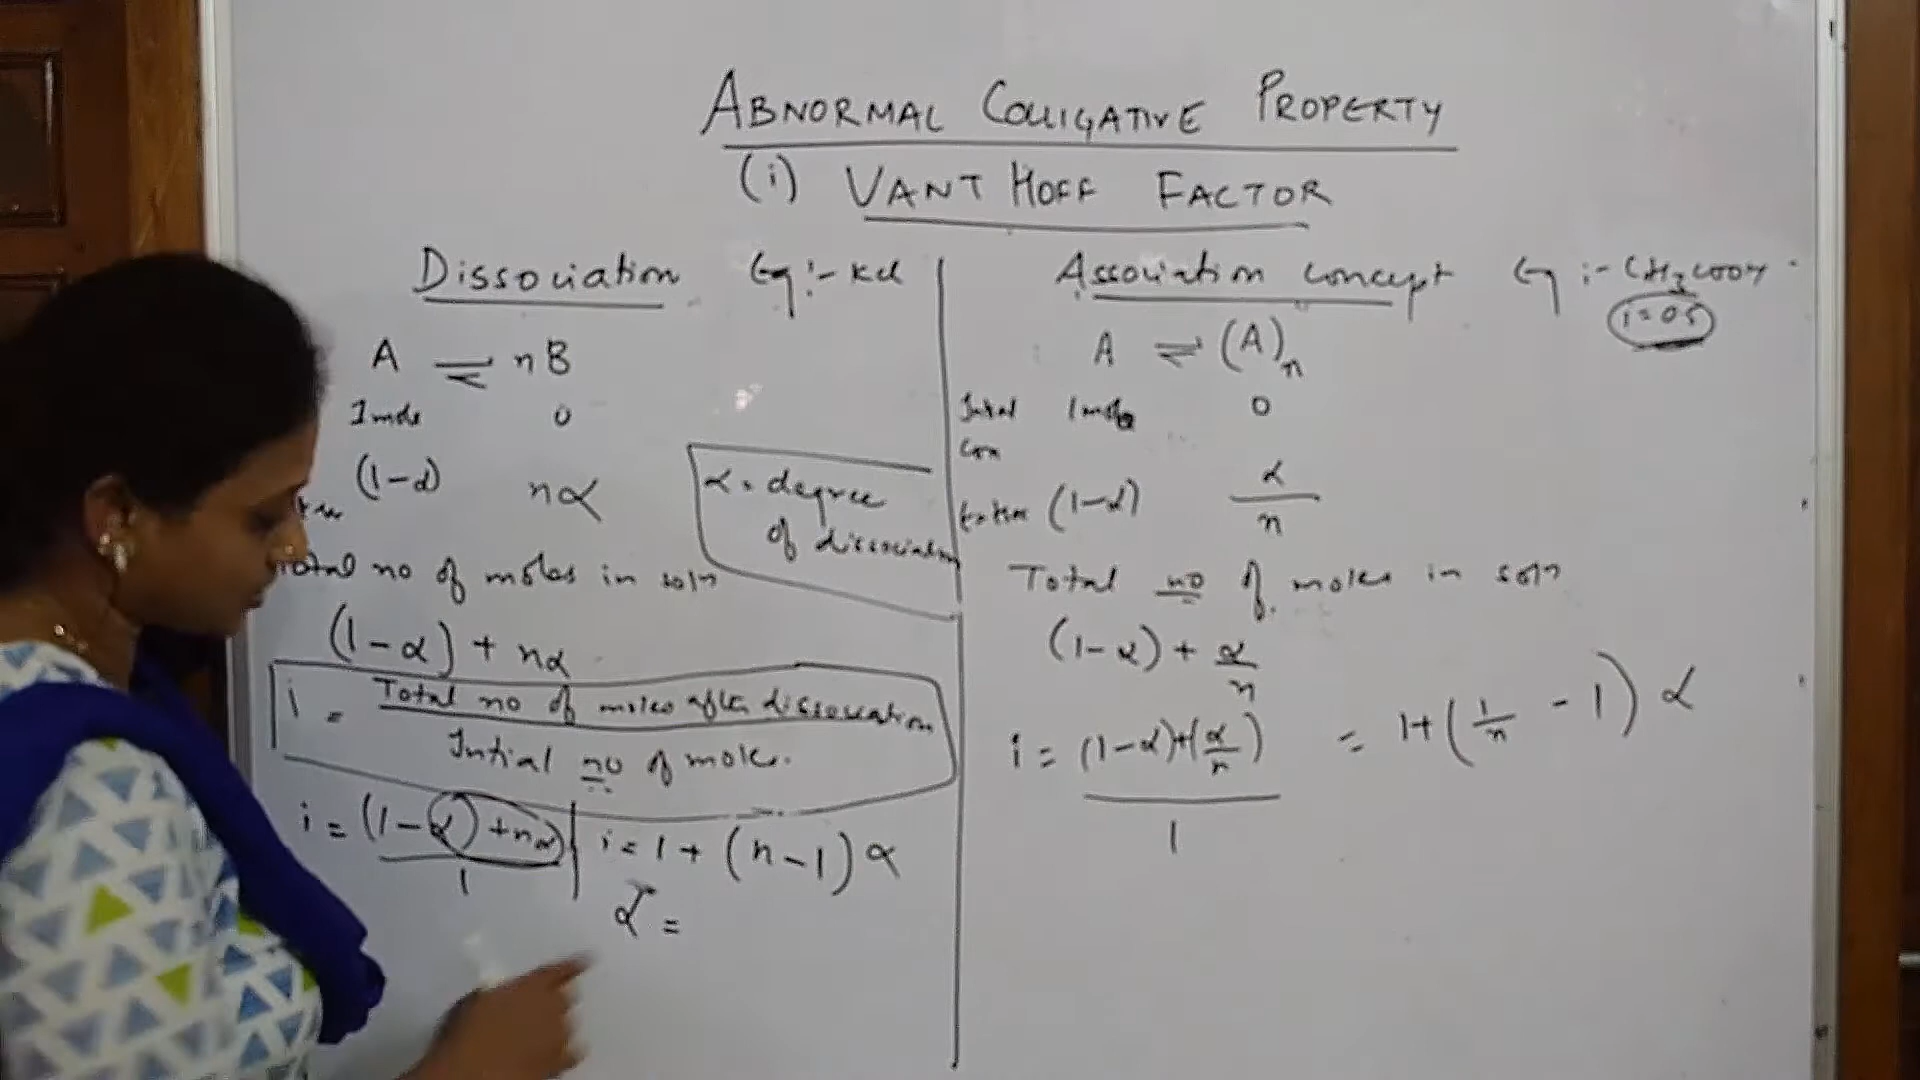 ABNORMAL COLLIGATIVE PROPERTY
(i) VANT HOFF FACTOR
Dissociation Eg :- KCl
A ⇌ nB
1 mole 0
(1-α) nα
α = degree
of dissociation
Total no of moles in soln
(1-α) + nα
i = Total no of moles after dissociation
Initial no of mole.
i = (1-α) + nα
1
i = 1 + (n-1) α
α =
Association concept Eg :- CH3COOH
i = 0.5
A ⇌ (A)n
Initial 1 mole 0
Con
(1-α) α/n
Total no of moles in soln
(1-α) + α/n
i = (1-α)+(α/n) = 1+(1/n - 1) α
1